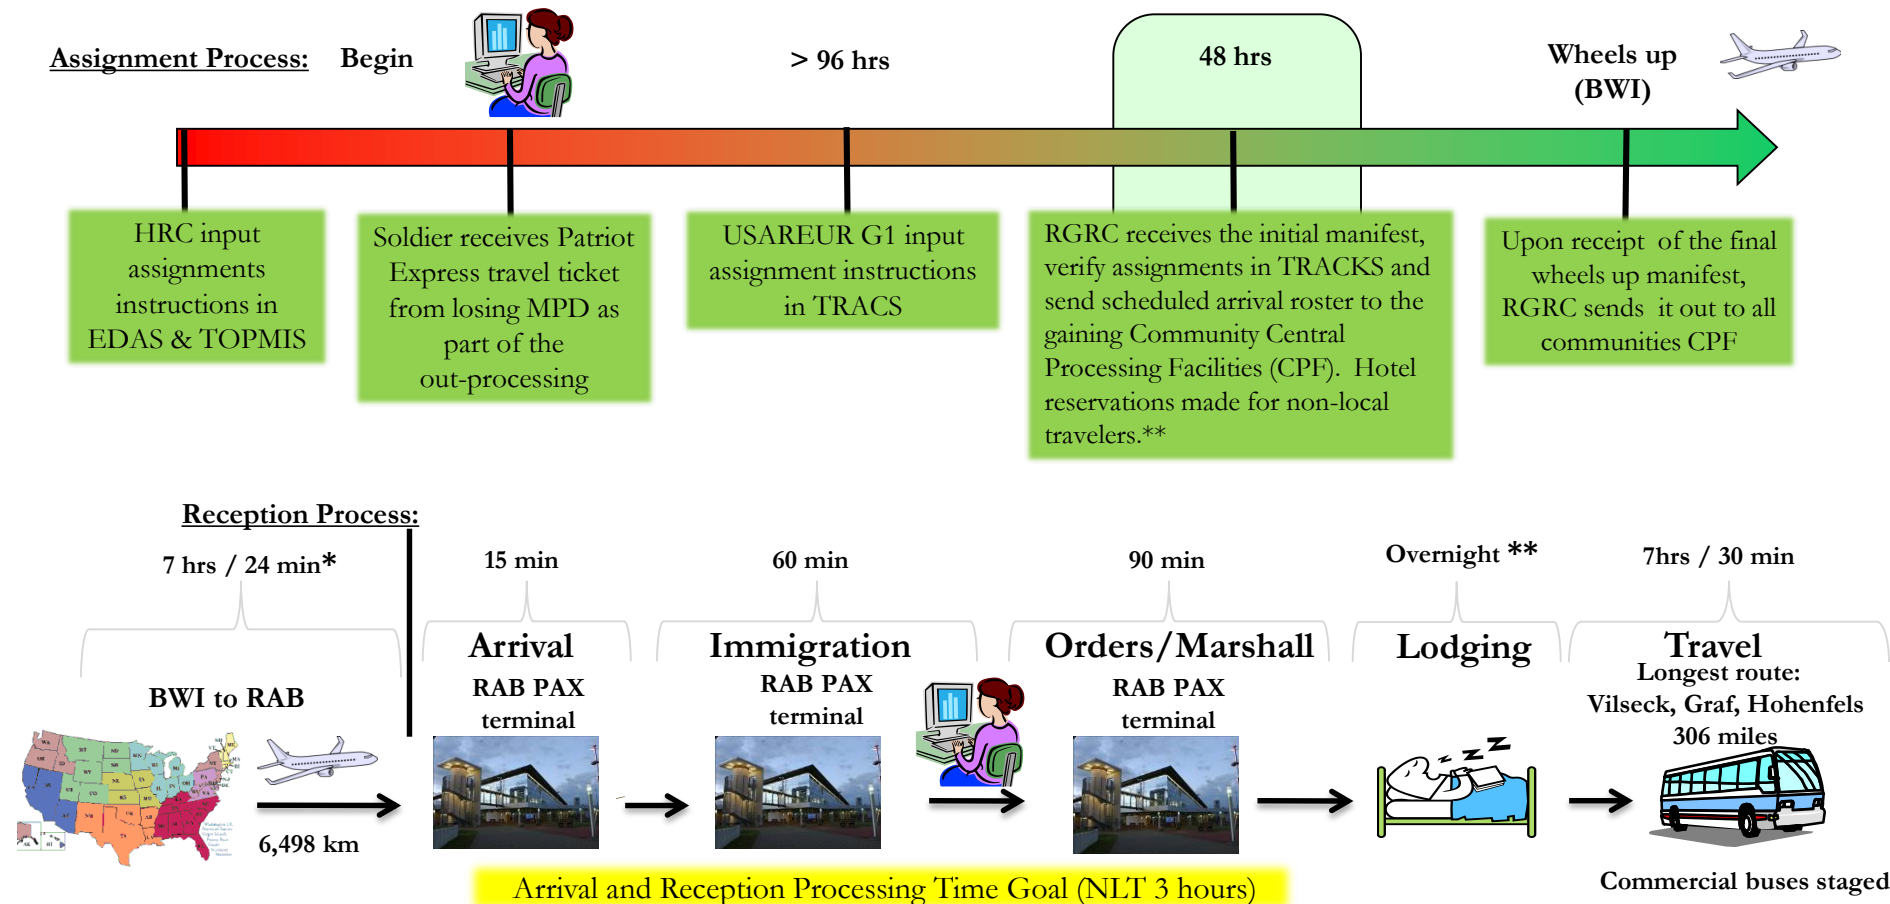 Assignment Process:
Begin
> 96 hrs
48 hrs
Wheels up
(BWI)
HRC input
assignments
instructions in
EDAS & TOPMIS
Soldier receives Patriot
Express travel ticket
from losing MPD as
part of the
out-processing
USAREUR G1 input
assignment instructions
in TRACS
RGRC receives the initial manifest,
verify assignments in TRACKS and
send scheduled arrival roster to the
gaining Community Central
Processing Facilities (CPF).  Hotel
reservations made for non-local
travelers.**
Upon receipt  of the final
wheels up manifest,
RGRC sends  it out to all
communities CPF
Reception Process:
7 hrs / 24 min*
BWI to RAB
6,498 km
15 min
Arrival
RAB PAX
terminal
60 min
Immigration
RAB PAX
terminal
90 min
Orders/Marshall
RAB PAX
terminal
Overnight **
Lodging
7hrs / 30 min
Travel
Longest route:
Vilseck, Graf, Hohenfels
306 miles
Commercial buses staged
Arrival and Reception Processing Time Goal (NLT 3 hours)